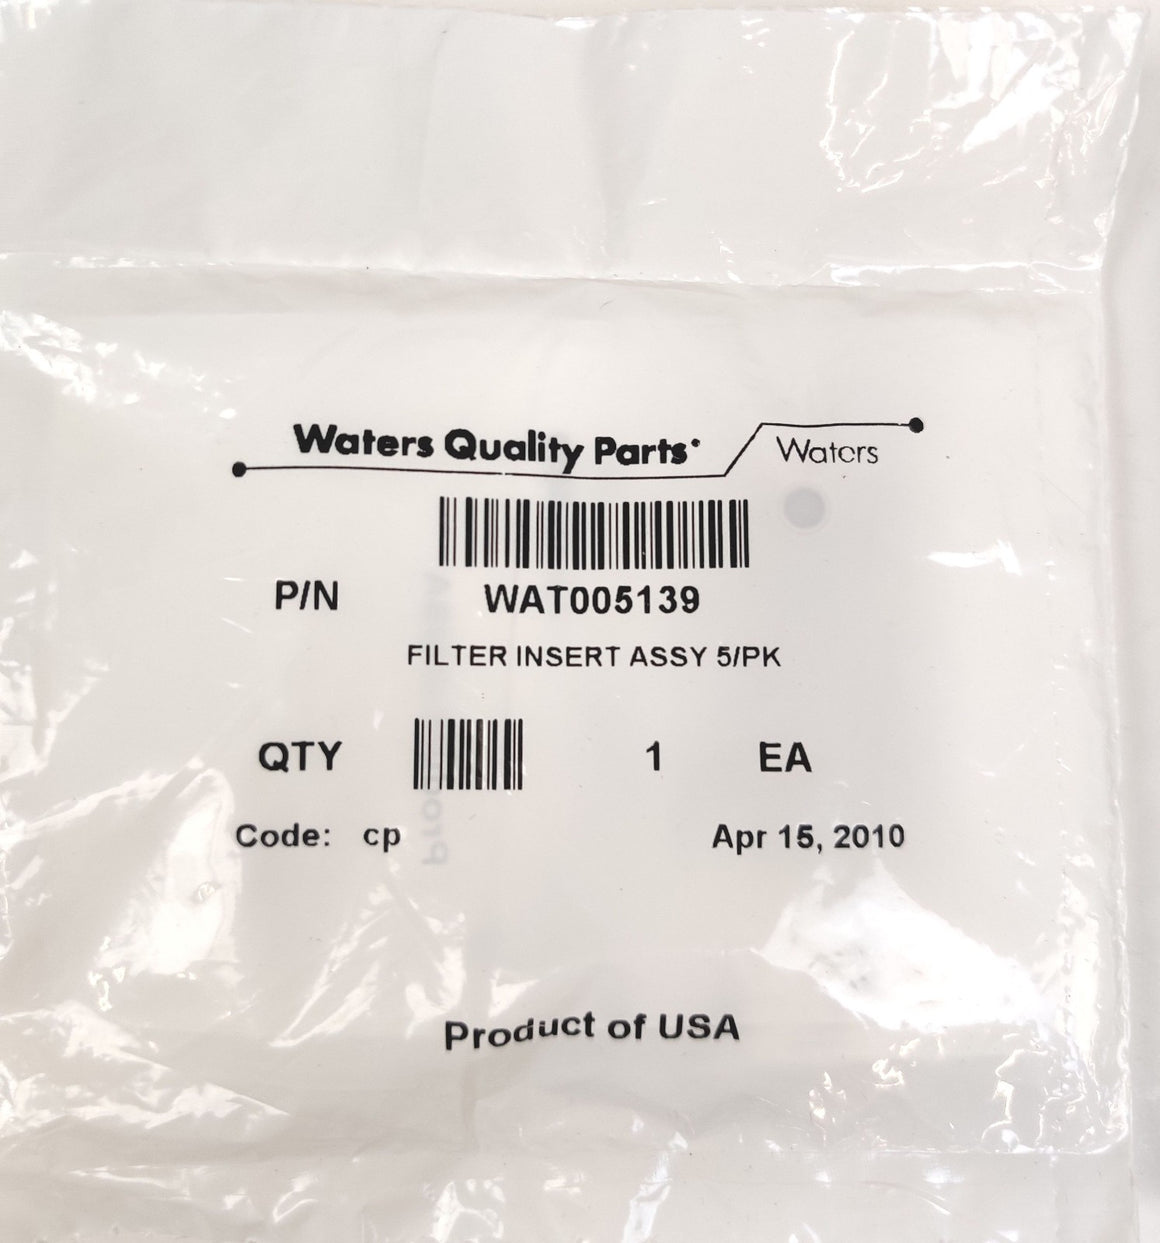 Waters Quality Parts Waters
P/N WAT005139
FILTER INSERT ASSY 5/PK
QTY 1 EA
Code: cp Apr 15, 2010
Product of USA